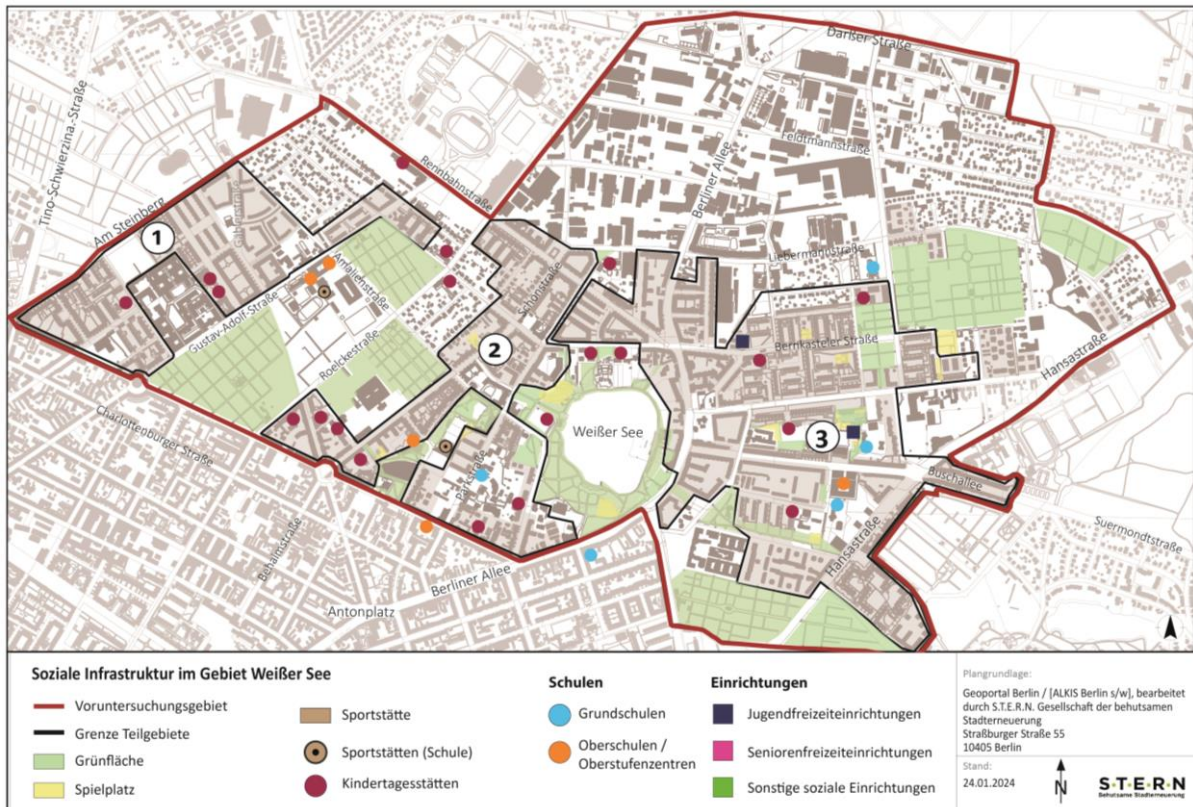 Darßer Straße
Feldtmannstraße
Berliner Allee
Rennbahnstraße
Tino-Schwierzina.-Straße
Am Steinberg
1
Gäblerstraße
Amalienstraße
Liebermannstraße
Schönstraße
Gustav-Adolf-Straße
Roelckestraße
2
Bernkasteler Straße
Hansastraße
Charlottenburger Straße
Weißer See
3
Parkstraße
Buschallee
Suermondtstraße
Behaimstraße
Hansastraße
Berliner Allee
Antonplatz
Soziale Infrastruktur im Gebiet Weißer See
Voruntersuchungsgebiet
Grenze Teilgebiete
Grünfläche
Spielplatz
Sportstätte
Sportstätten (Schule)
Kindertagesstätten
Schulen
Grundschulen
Oberschulen /
Oberstufenzentren
Einrichtungen
Jugendfreizeiteinrichtungen
Seniorenfreizeiteinrichtungen
Sonstige soziale Einrichtungen
Plangrundlage:
Geoportal Berlin / [ALKIS Berlin s/w], bearbeitet
durch S.T.E.R.N. Gesellschaft der behutsamen
Stadterneuerung
Straßburger Straße 55
10405 Berlin
Stand:
24.01.2024
N
S·T·E·R·N
Behutsame Stadterneuerung